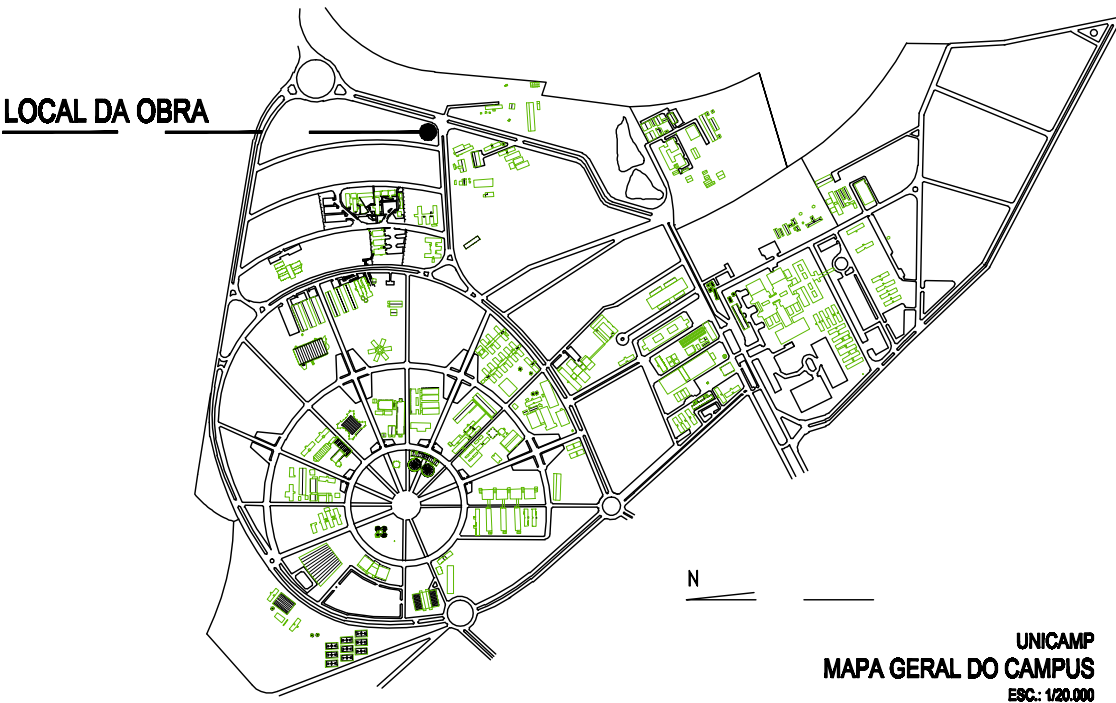 LOCAL DA OBRA
N
UNICAMP
MAPA GERAL DO CAMPUS
ESC.: 1/20.000